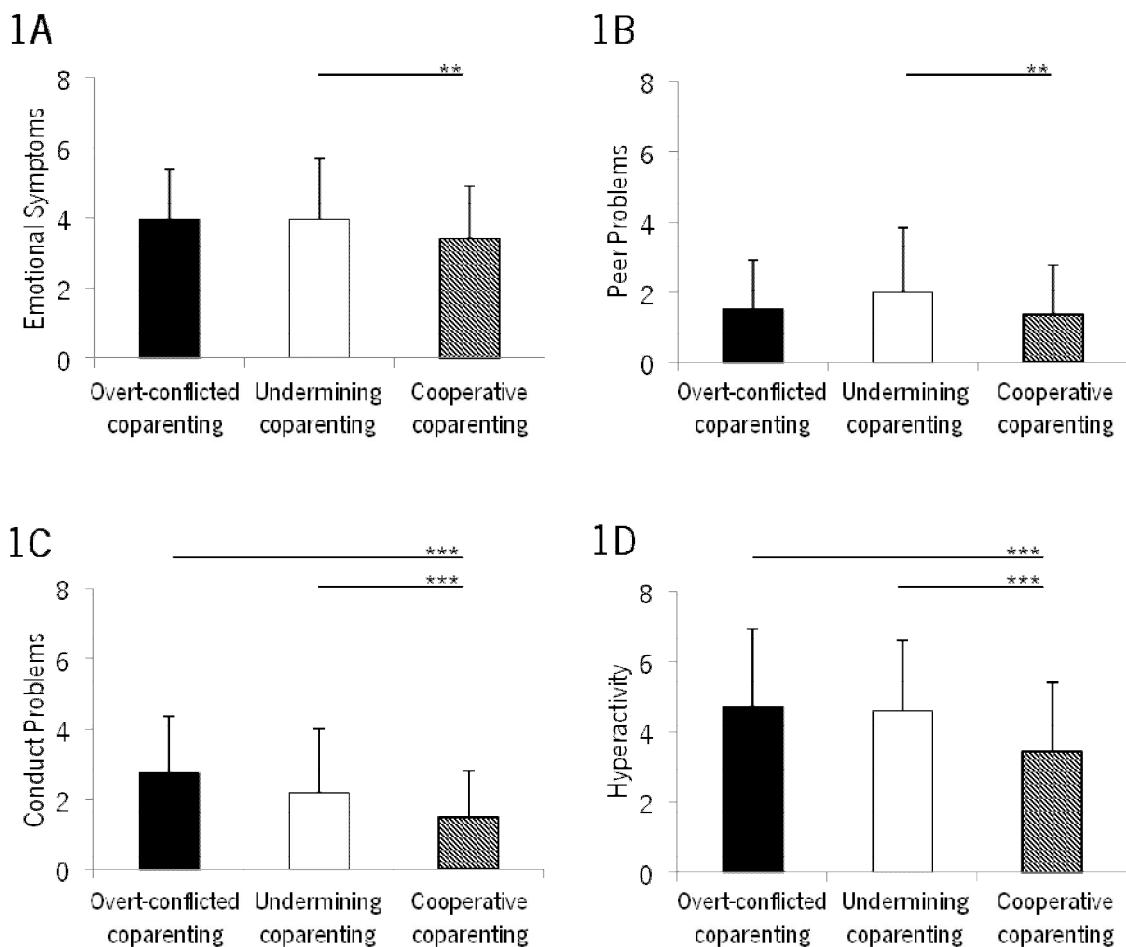 1A
**
8
6
4
2
0
Emotional Symptoms
Overt-conflicted Undermining Cooperative
coparenting coparenting coparenting
1B
**
8
6
4
2
0
Peer Problems
Overt-conflicted Undermining Cooperative
coparenting coparenting coparenting
1C
***
***
8
6
4
2
0
Conduct Problems
Overt-conflicted Undermining Cooperative
coparenting coparenting coparenting
1D
***
***
8
6
4
2
0
Hyperactivity
Overt-conflicted Undermining Cooperative
coparenting coparenting coparenting